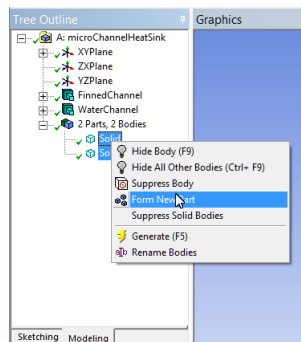 Tree Outline
Graphics
A: microChannelHeatSink
XYPlane
ZXPlane
YZPlane
FinnedChannel
WaterChannel
2 Parts, 2 Bodies
Solid
So
Hide Body (F9)
Hide All Other Bodies (Ctrl+ F9)
Suppress Body
Form New Part
Suppress Solid Bodies
Generate (F5)
Rename Bodies
Sketching Modeling